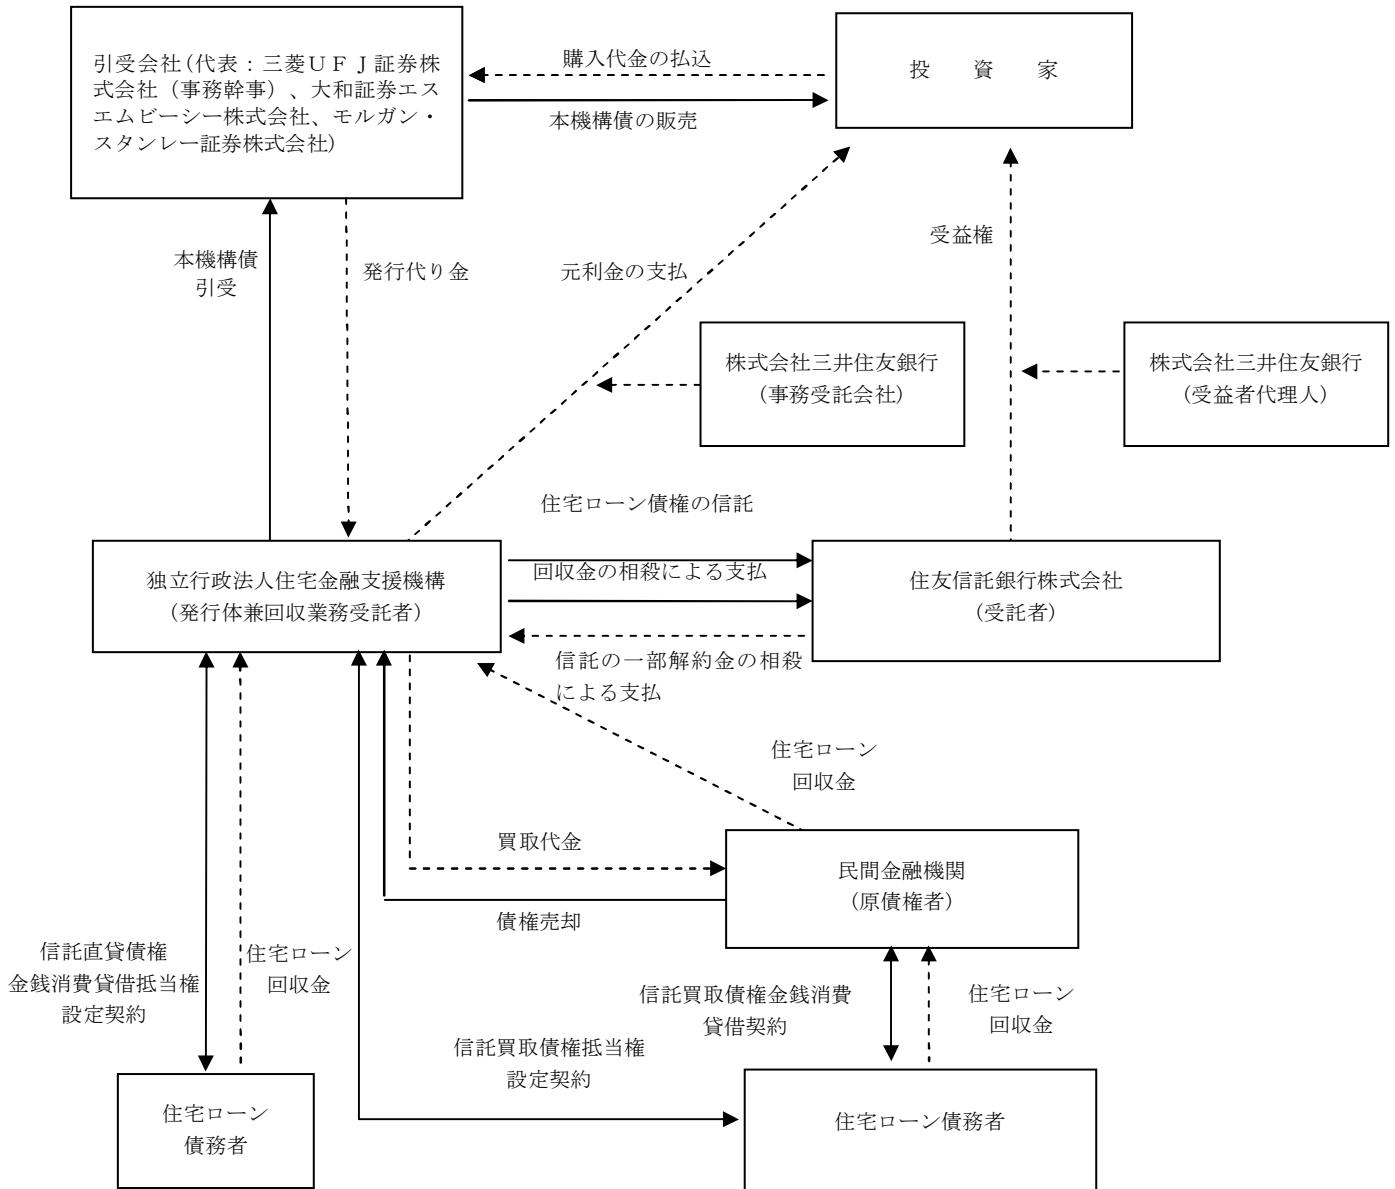 引受会社(代表：三菱ＵＦＪ証券株
式会社（事務幹事）、大和証券エス
エムビーシー株式会社、モルガン・
スタンレー証券株式会社)
購入代金の払込
本機構債の販売
投　資　家
本機構債
引受
発行代り金
元利金の支払
受益権
株式会社三井住友銀行
（事務受託会社）
株式会社三井住友銀行
（受益者代理人）
住宅ローン債権の信託
独立行政法人住宅金融支援機構
（発行体兼回収業務受託者）
回収金の相殺による支払
住友信託銀行株式会社
（受託者）
信託の一部解約金の相殺
による支払
住宅ローン
回収金
買取代金
民間金融機関
（原債権者）
債権売却
信託直貸債権
金銭消費貸借抵当権
設定契約
住宅ローン
回収金
信託買取債権金銭消費
貸借契約
住宅ローン
回収金
信託買取債権抵当権
設定契約
住宅ローン
債務者
住宅ローン債務者